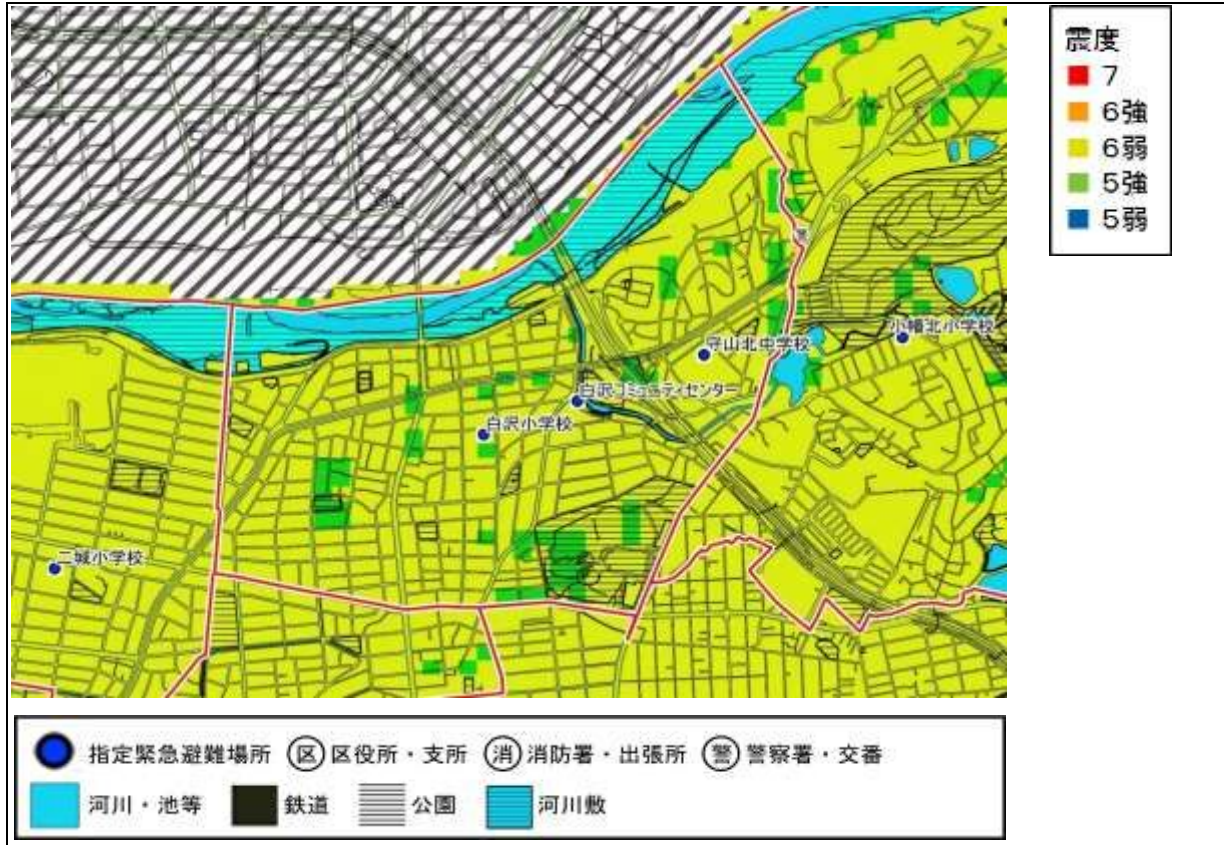 震度
7
6強
6弱
5強
5弱
小幡北小学校
守山北中学校
白沢コミュニティセンター
白沢小学校
二城小学校
指定緊急避難場所 区 区役所・支所 消 消防署・出張所 警 警察署・交番
河川・池等 鉄道 公園 河川敷